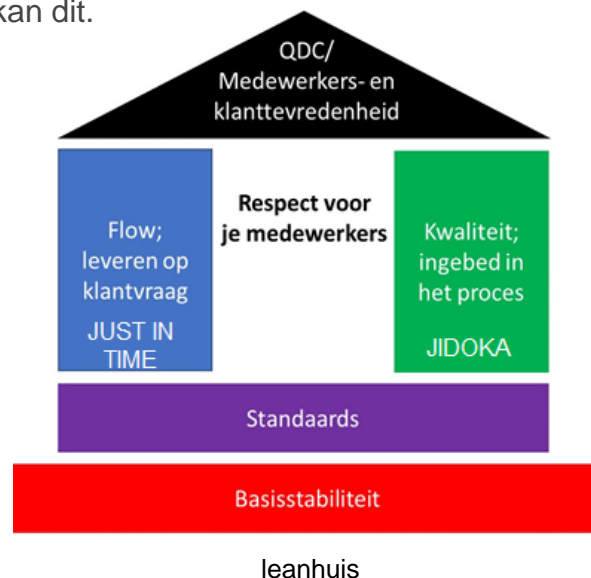 kan dit.
QDC/
Medewerkers- en
klanttevredenheid
Respect voor
je medewerkers
Flow;
leveren op
klantvraag
JUST IN
TIME
Kwaliteit;
ingebed in
het proces
JIDOKA
Standaards
Basisstabiliteit
leanhuis